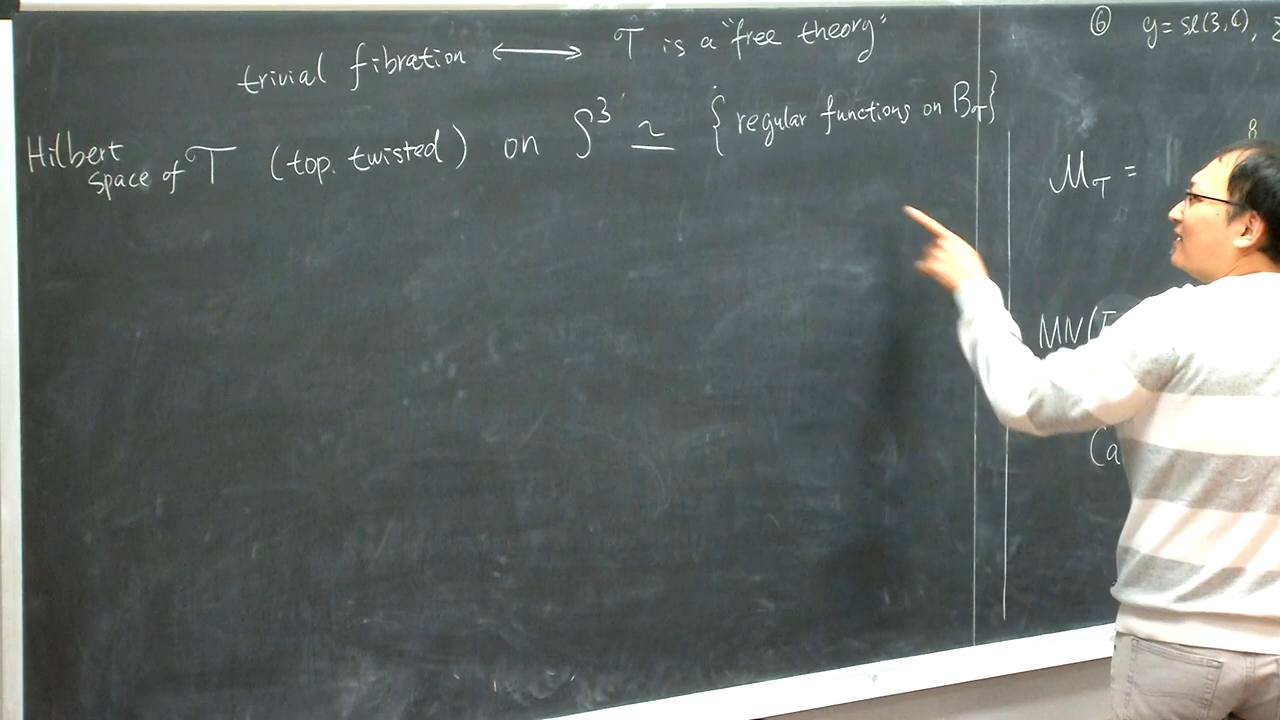 trivial fibration ⟷ T is a "free theory"
Hilbert space of T (top. twisted) on S³ ≃ { regular functions on B_T }
⑥ y = sl(3, ℂ),
M_T =
MN(
(a